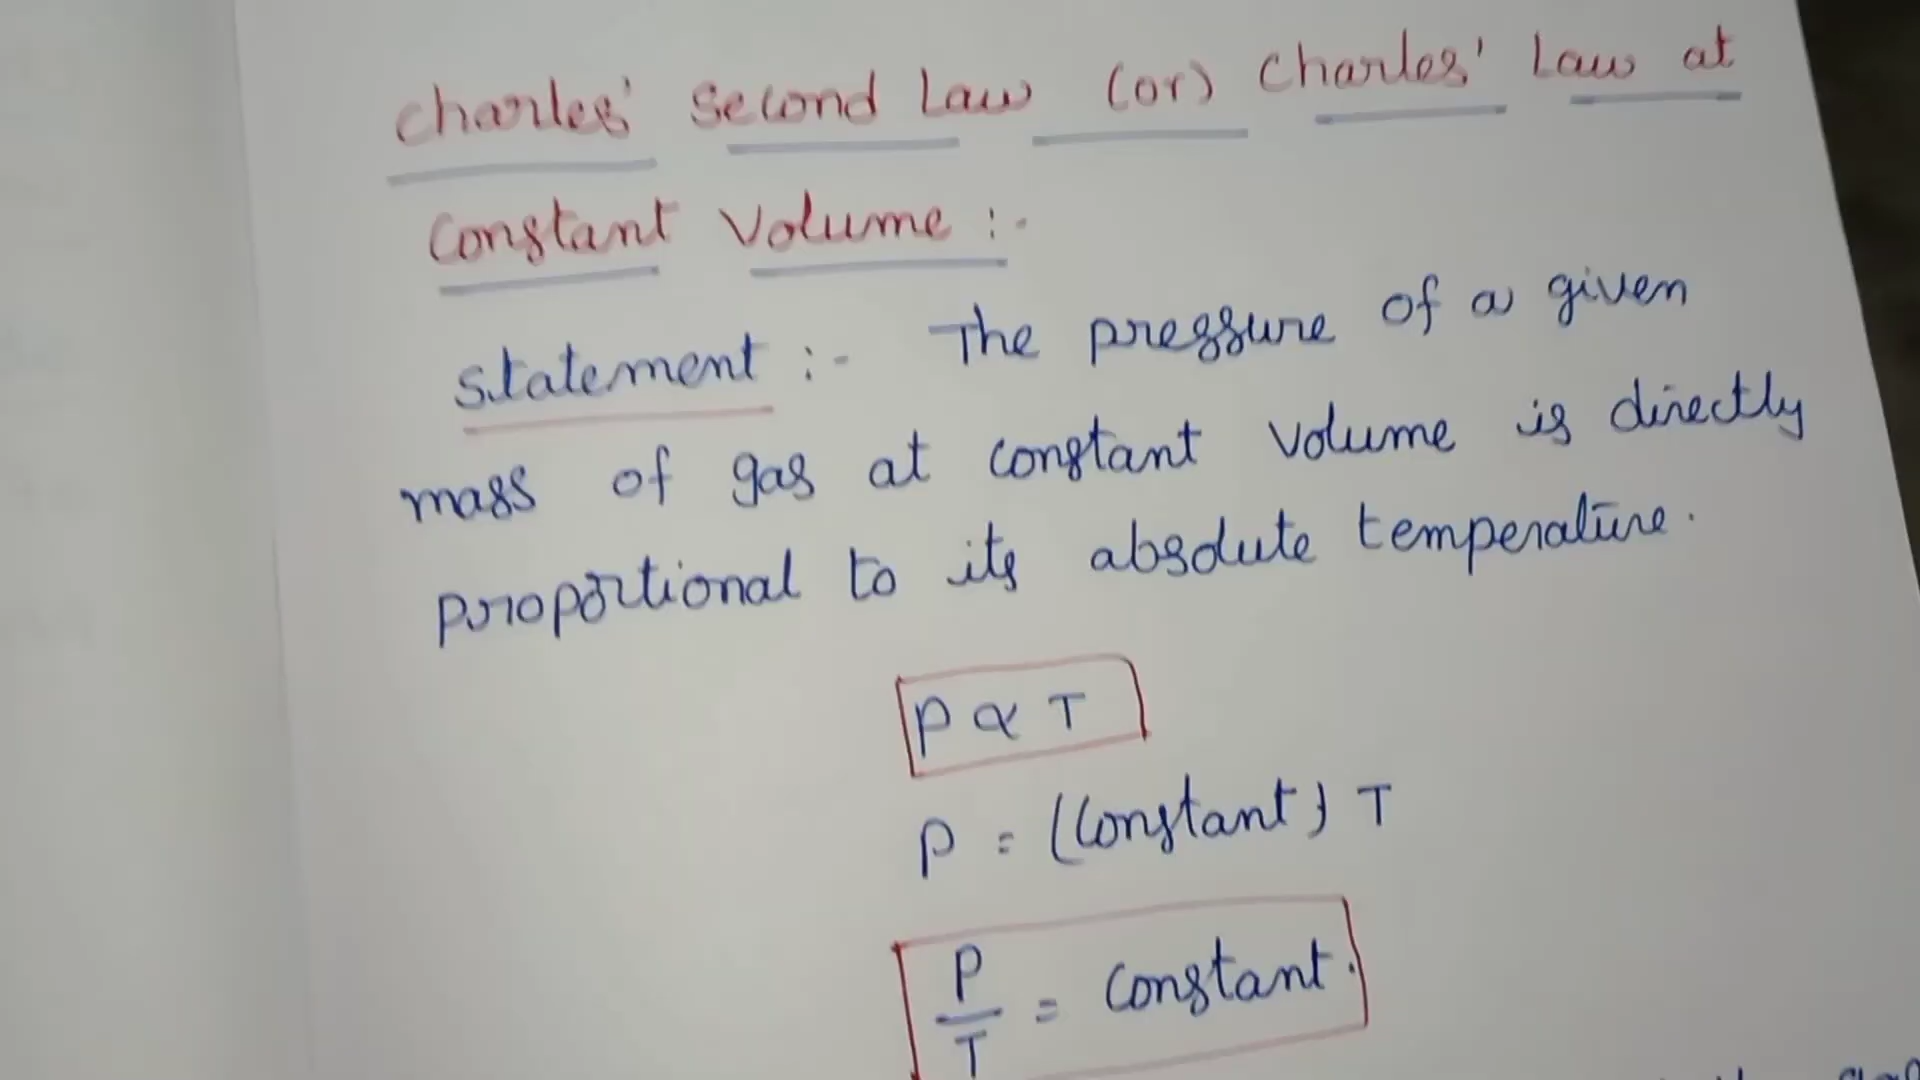 Charles' Second Law (or) Charles' Law at
Constant Volume :-
Statement :- The pressure of a given
mass of gas at constant Volume is directly
proportional to its absolute temperature.
P ∝ T
P = (Constant) T
P/T = Constant.